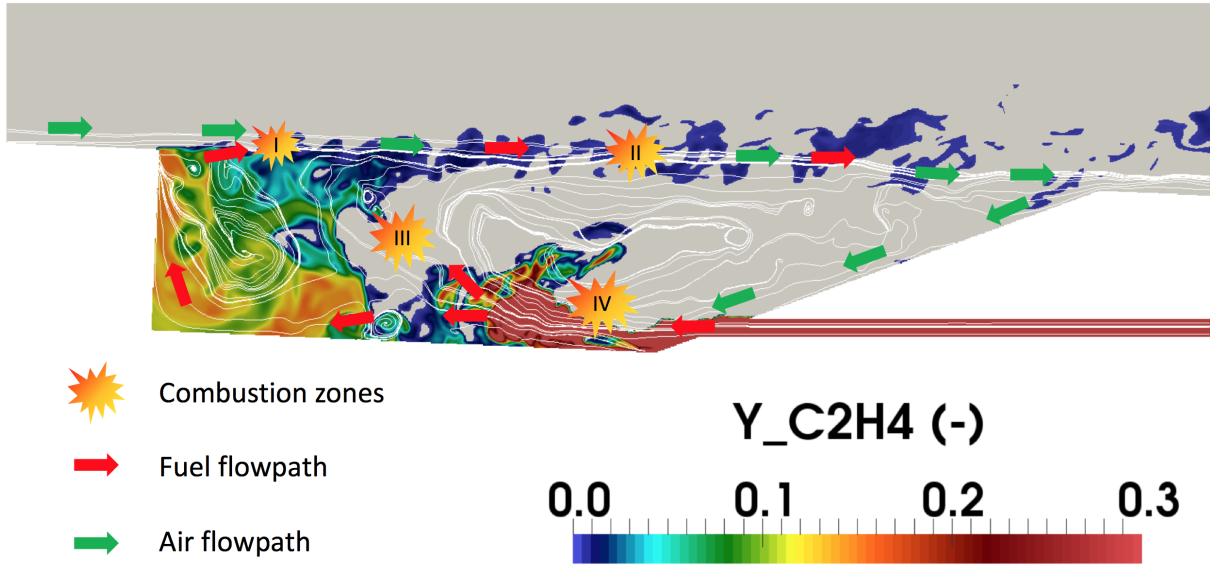 I
II
III
IV
Combustion zones
Fuel flowpath
Air flowpath
Y_C2H4 (-)
0.0 0.1 0.2 0.3